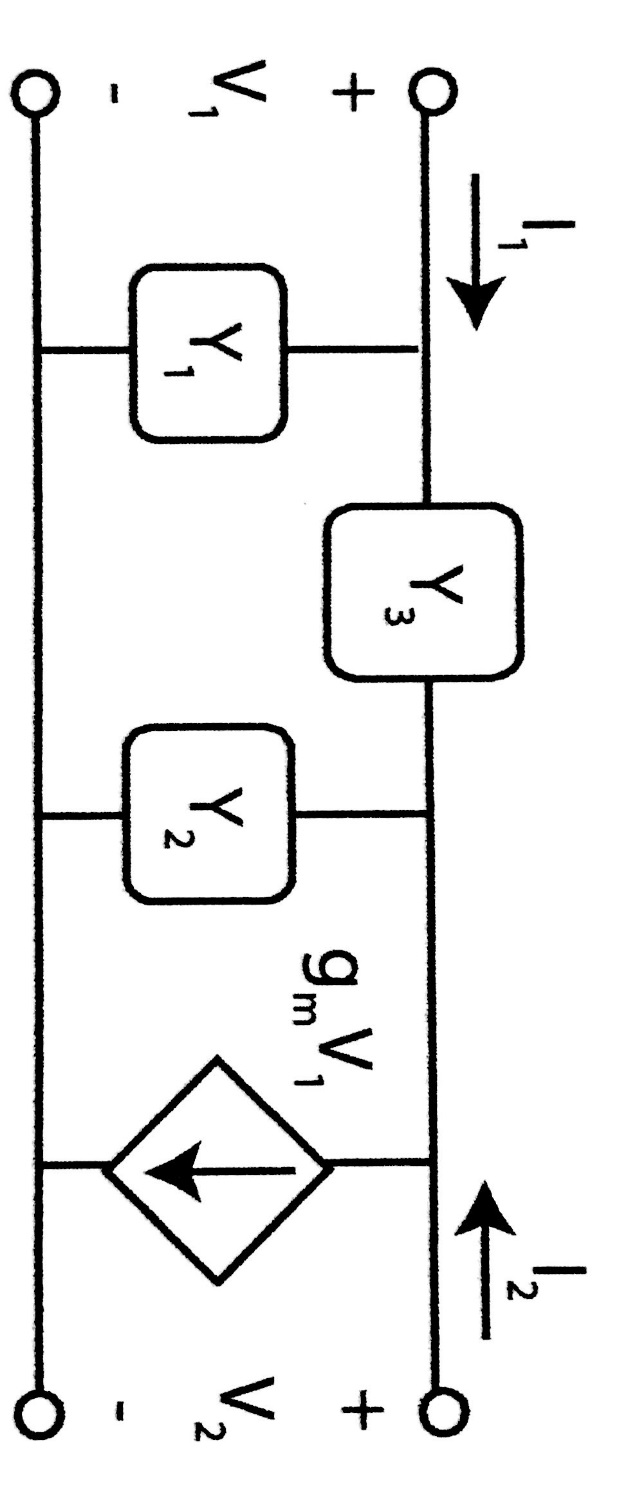 I₁ I₂
+ Y₃ +
gₘV₁
V₁ Y₁ Y₂ V₂
- -